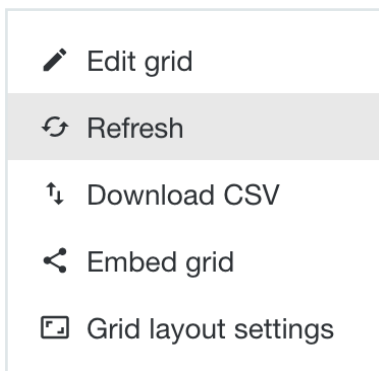 Edit grid
Refresh
Download CSV
Embed grid
Grid layout settings